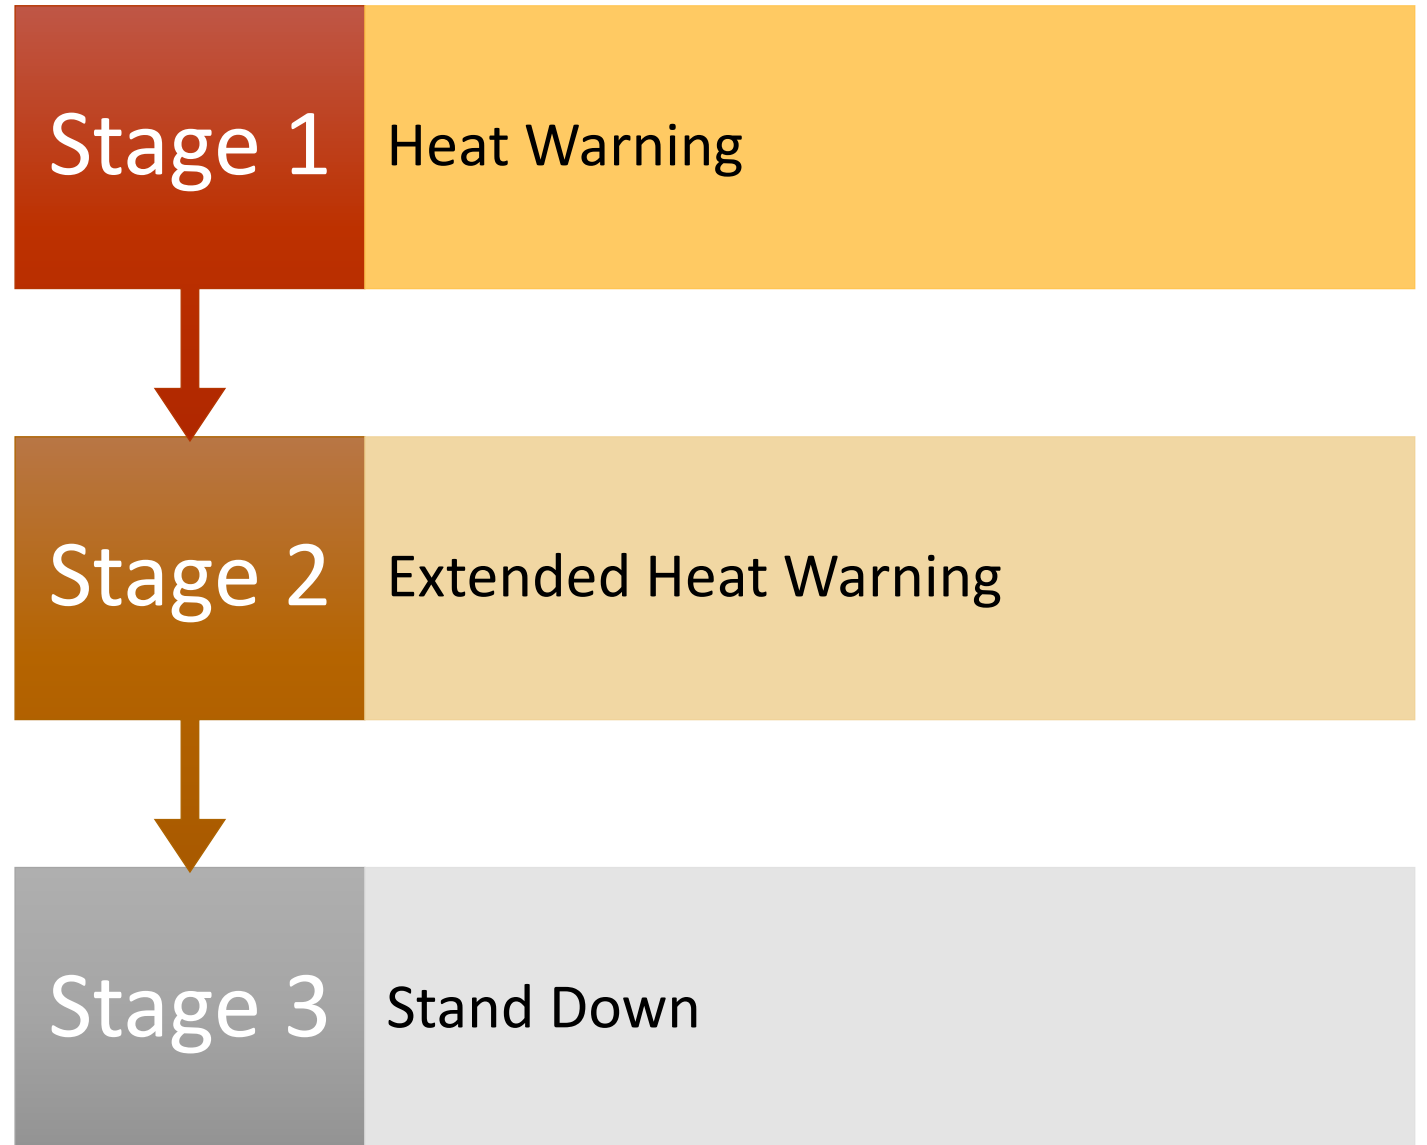 Stage 1
Heat Warning
Stage 2
Extended Heat Warning
Stage 3
Stand Down